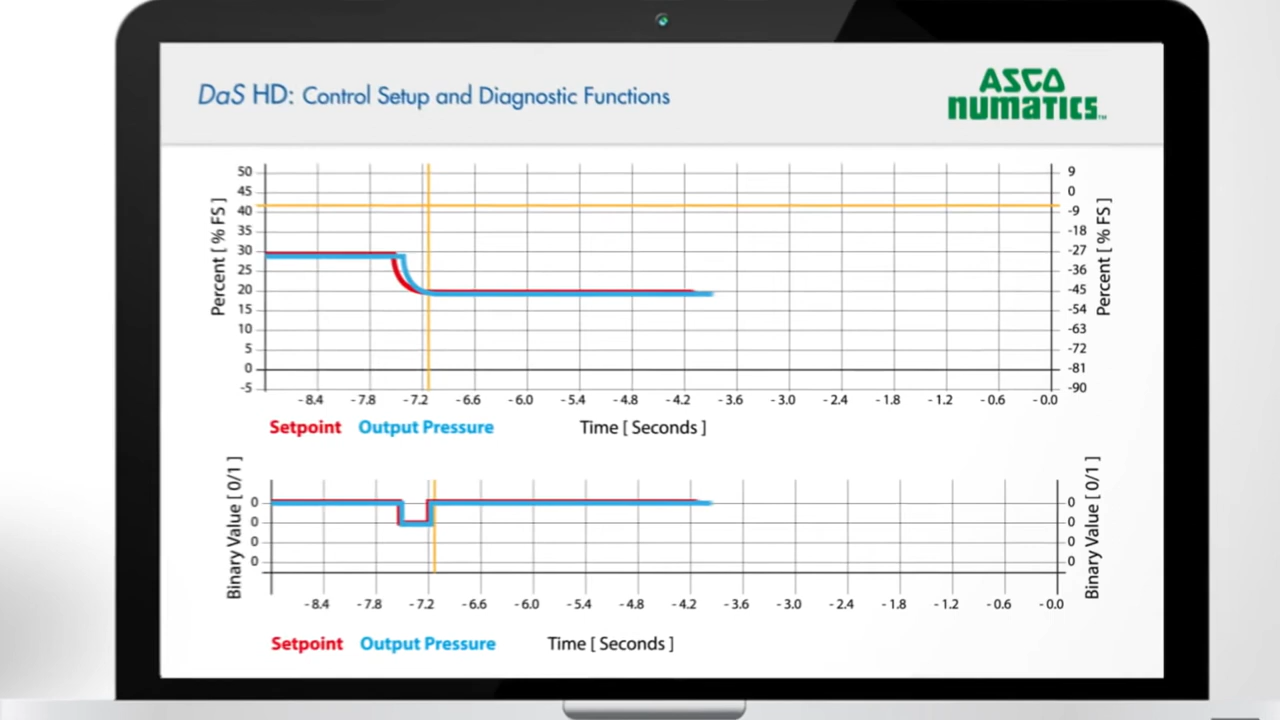 DaS HD: Control Setup and Diagnostic Functions
ASCO
numatics™
Percent [ % FS ]
50
45
40
35
30
25
20
15
10
5
0
-5
9
0
-9
-18
-27
-36
-45
-54
-63
-72
-81
-90
Percent [ % FS ]
-8.4 -7.8 -7.2 -6.6 -6.0 -5.4 -4.8 -4.2 -3.6 -3.0 -2.4 -1.8 -1.2 -0.6 -0.0
Setpoint Output Pressure Time [ Seconds ]
Binary Value [ 0/1 ]
0
0
0
0
0
0
0
0
Binary Value [ 0/1 ]
-8.4 -7.8 -7.2 -6.6 -6.0 -5.4 -4.8 -4.2 -3.6 -3.0 -2.4 -1.8 -1.2 -0.6 -0.0
Setpoint Output Pressure Time [ Seconds ]